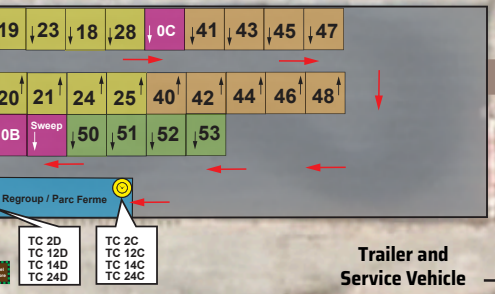 19 23 18 28 0C 41 43 45 47
20 21 24 25 40 42 44 46 48
0B Sweep 50 51 52 53
Regroup / Parc Ferme
TC 2D
TC 12D
TC 14D
TC 24D
TC 2C
TC 12C
TC 14C
TC 24C
Trailer and
Service Vehicle